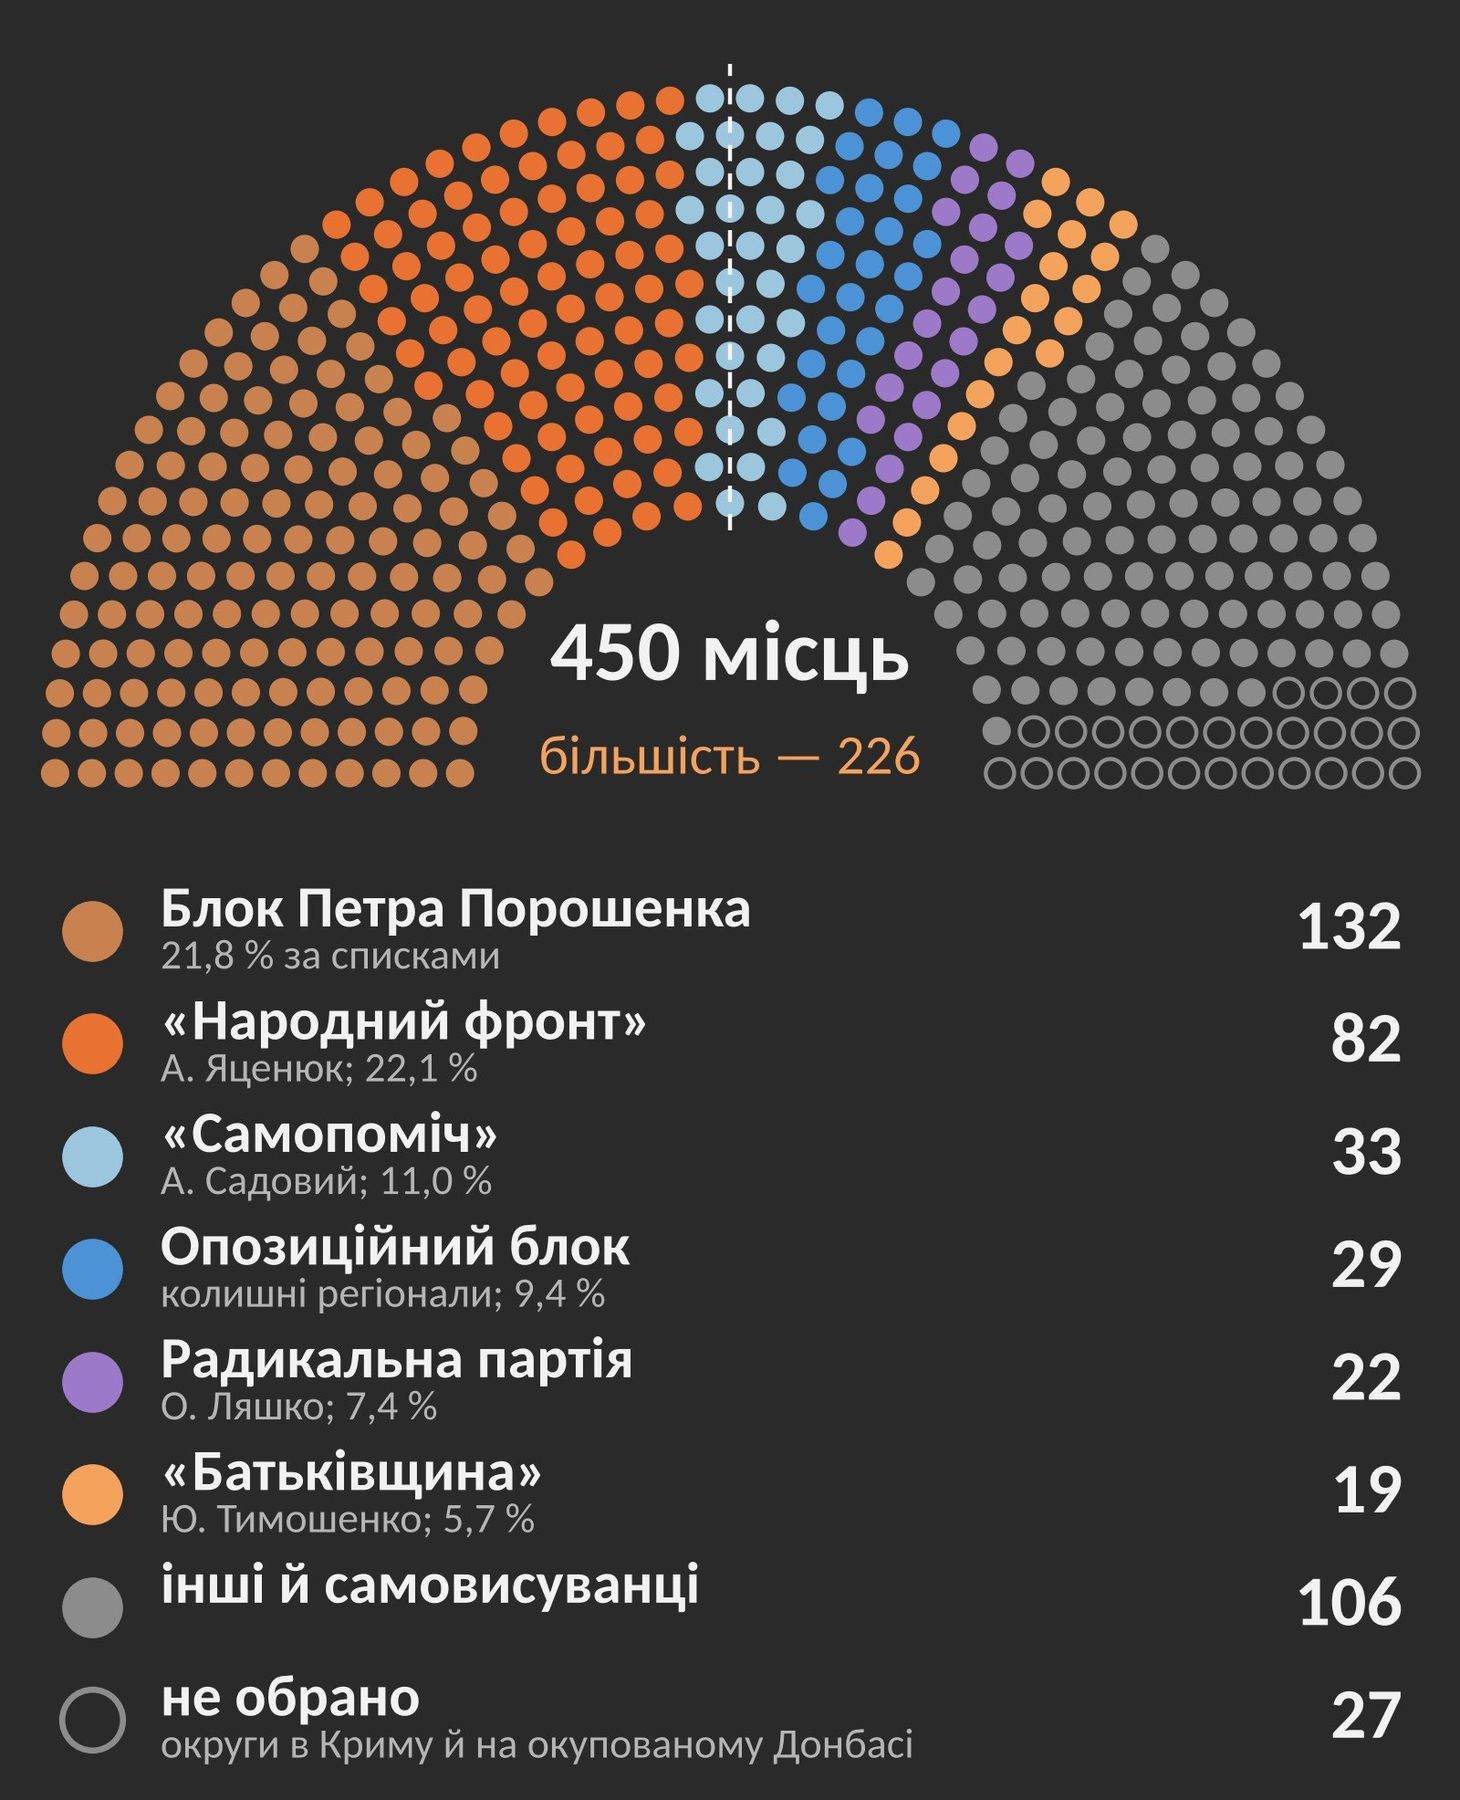 450 місць
більшість — 226
Блок Петра Порошенка
21,8 % за списками
132
«Народний фронт»
А. Яценюк; 22,1 %
82
«Самопоміч»
А. Садовий; 11,0 %
33
Опозиційний блок
колишні регіонали; 9,4 %
29
Радикальна партія
О. Ляшко; 7,4 %
22
«Батьківщина»
Ю. Тимошенко; 5,7 %
19
інші й самовисуванці
106
не обрано
округи в Криму й на окупованому Донбасі
27